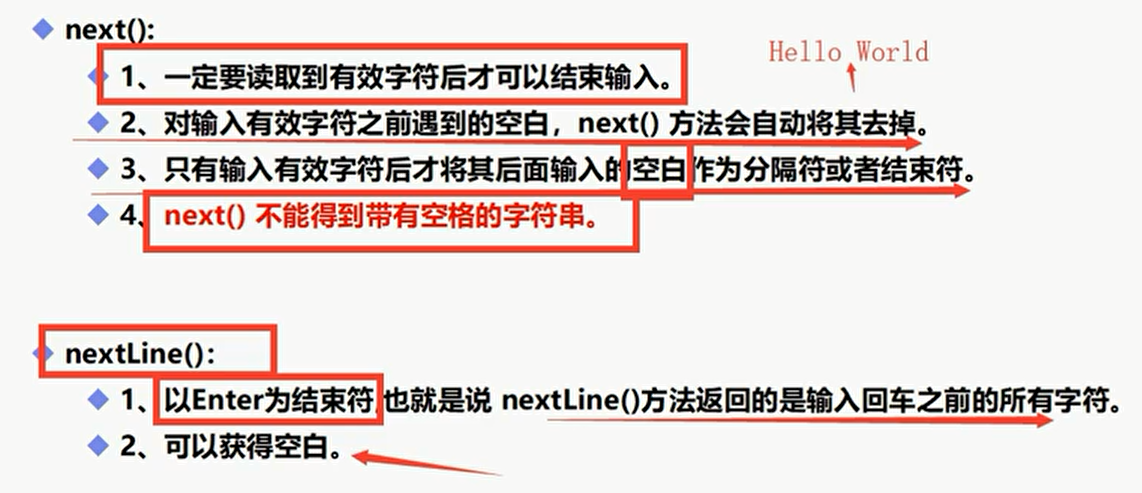 next():
Hello World
1、一定要读取到有效字符后才可以结束输入。
2、对输入有效字符之前遇到的空白，next() 方法会自动将其去掉。
3、只有输入有效字符后才将其后面输入的空白作为分隔符或者结束符。
4、next() 不能得到带有空格的字符串。
nextLine():
1、以Enter为结束符,也就是说 nextLine()方法返回的是输入回车之前的所有字符。
2、可以获得空白。